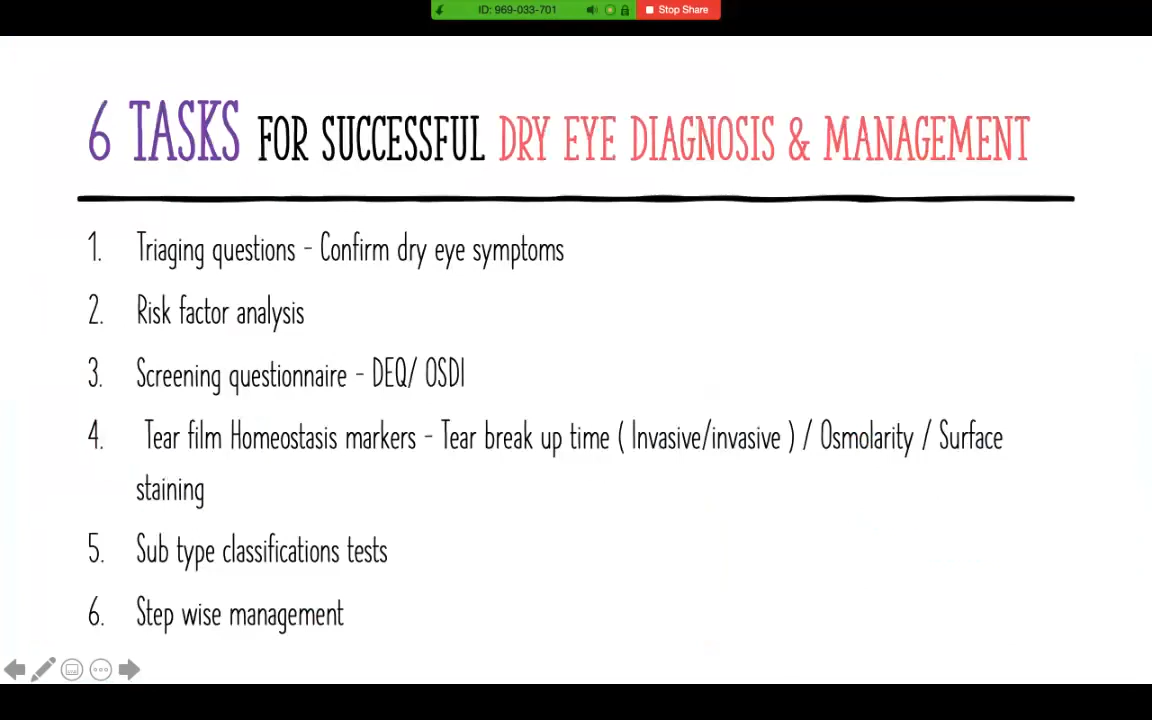 ID: 969-033-701
Stop Share
6 TASKS FOR SUCCESSFUL DRY EYE DIAGNOSIS & MANAGEMENT
1. Triaging questions - Confirm dry eye symptoms
2. Risk factor analysis
3. Screening questionnaire - DEQ/ OSDI
4. Tear film Homeostasis markers - Tear break up time ( Invasive/invasive ) / Osmolarity / Surface
staining
5. Sub type classifications tests
6. Step wise management